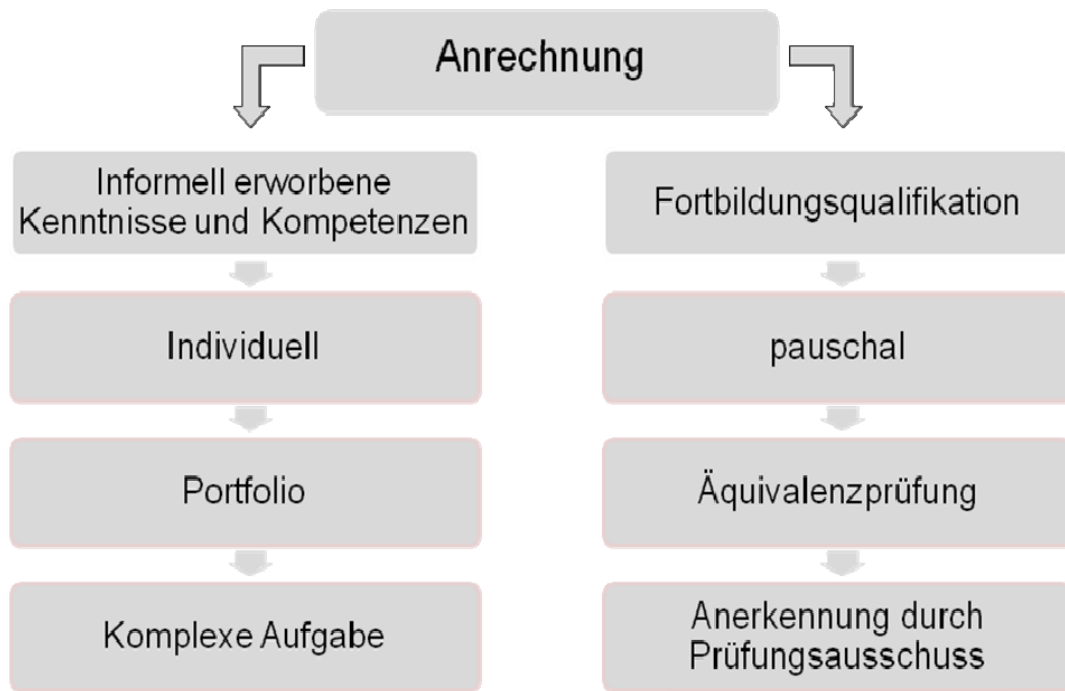 Anrechnung
Informell erworbene
Kenntnisse und Kompetenzen
Individuell
Portfolio
Komplexe Aufgabe
Fortbildungsqualifikation
pauschal
Äquivalenzprüfung
Anerkennung durch
Prüfungsausschuss